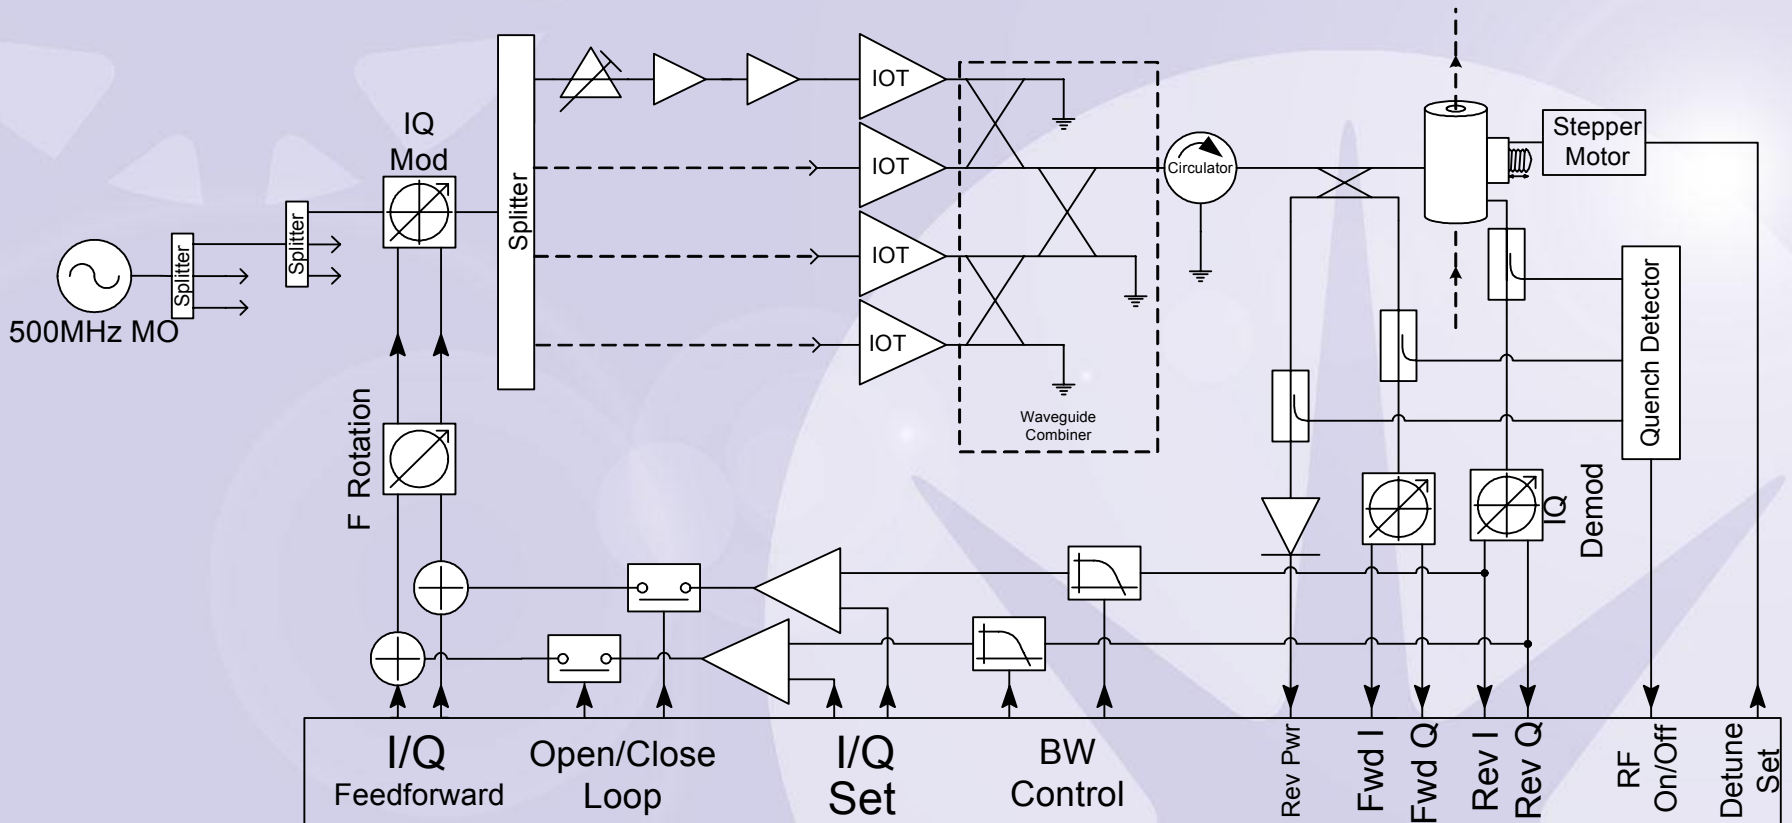 500MHz MO
Splitter
Splitter
IQ
Mod
F Rotation
Splitter
IOT
IOT
IOT
IOT
Waveguide
Combiner
Circulator
Stepper
Motor
Quench Detector
IQ
Demod
I/Q
Feedforward
Open/Close
Loop
I/Q
Set
BW
Control
Rev Pwr
Fwd I
Fwd Q
Rev I
Rev Q
RF
On/Off
Detune
Set